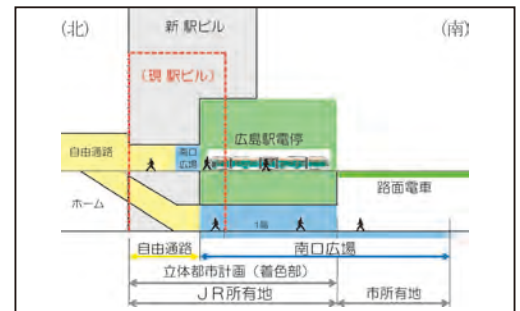 (北)
新 駅ビル
(南)
(現 駅ビル)
広島駅電停
自由通路
南口
広場
ホーム
路面電車
1階
自由通路
南口広場
立体都市計画(着色部)
JR所有地
市所有地